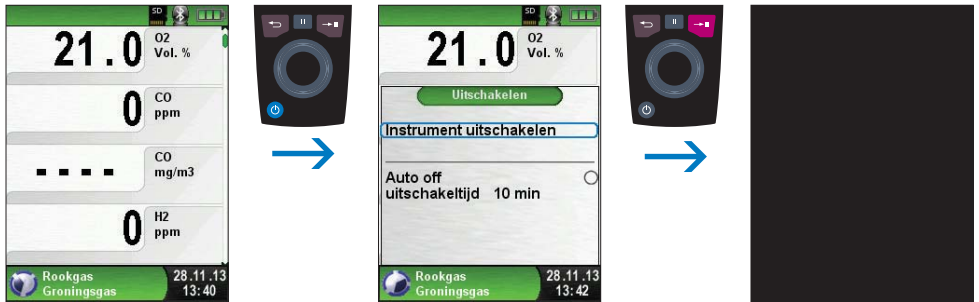 SD
21.0
O2
Vol. %
0
CO
ppm
----
CO
mg/m3
0
H2
ppm
Rookgas
Groningsgas
28.11.13
13:40
SD
21.0
O2
Vol. %
Uitschakelen
Instrument uitschakelen
Auto off
uitschakeltijd 10 min
Rookgas
Groningsgas
28.11.13
13:42